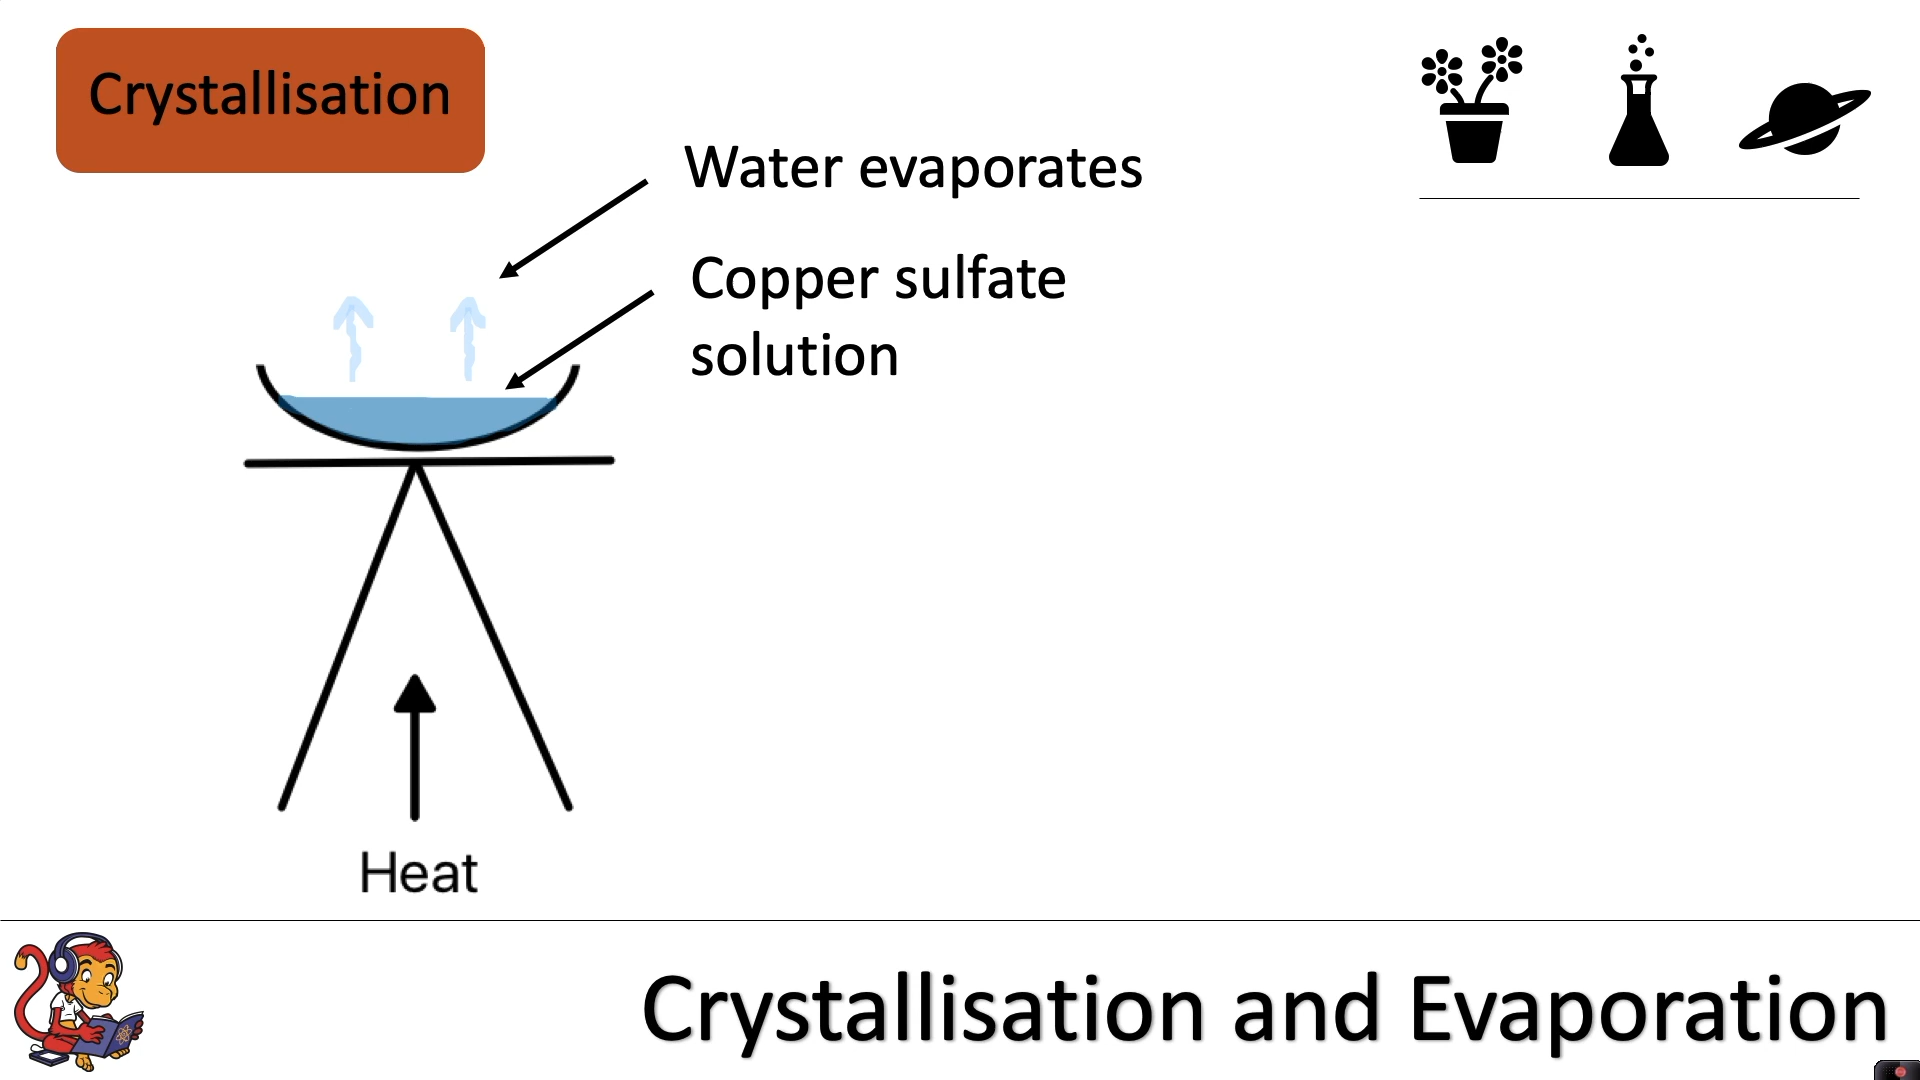 Crystallisation
Water evaporates
Copper sulfate
solution
Heat
Crystallisation and Evaporation